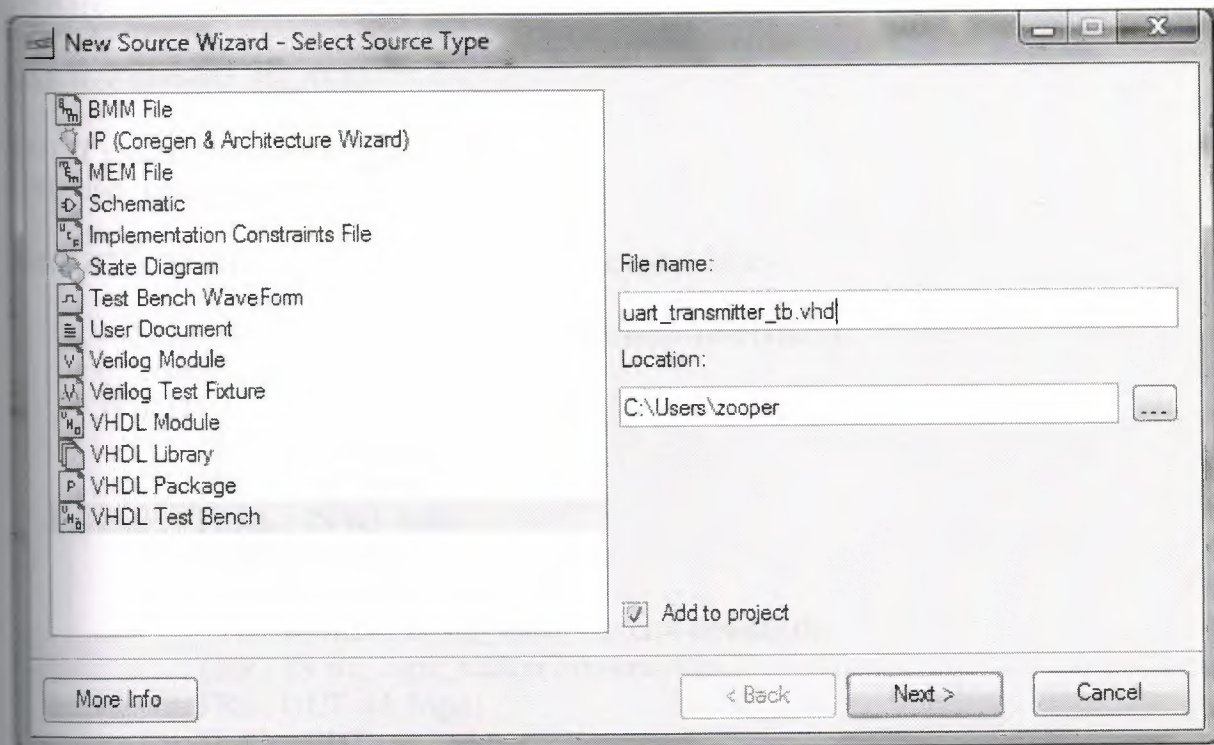 New Source Wizard - Select Source Type
BMM File
IP (Coregen & Architecture Wizard)
MEM File
Schematic
Implementation Constraints File
State Diagram
Test Bench WaveForm
User Document
Verilog Module
Verilog Test Fixture
VHDL Module
VHDL Library
VHDL Package
VHDL Test Bench
File name:
uart_transmitter_tb.vhd
Location:
C:\Users\zooper
...
Add to project
More Info
< Back
Next >
Cancel